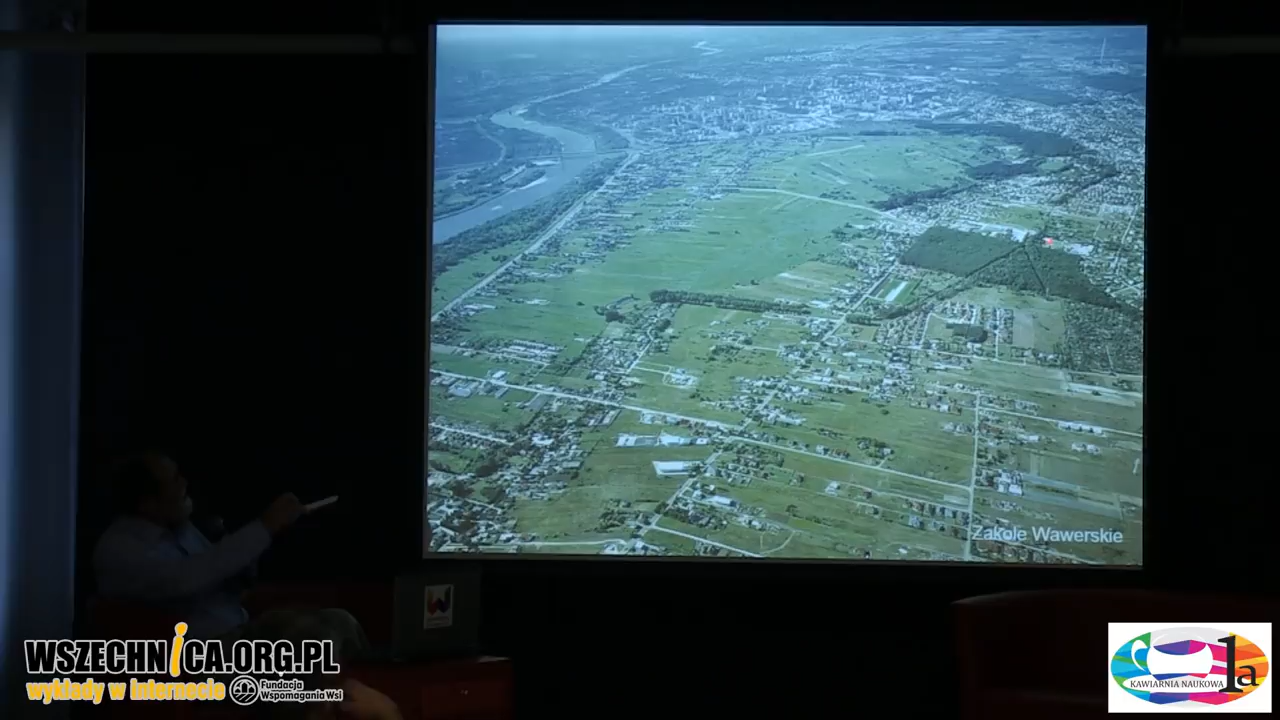 Zakole Wawerskie
WSZECHNICA.ORG.PL
wykłady w internecie
Fundacja
Wspomagania Wsi
KAWIARNIA NAUKOWA
1a